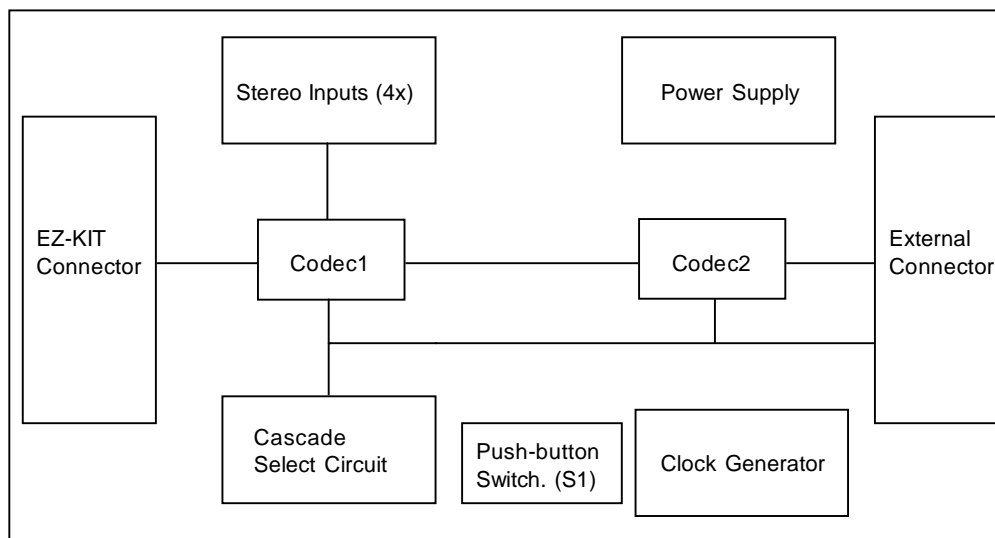 Stereo Inputs (4x)
Power Supply
EZ-KIT
Connector
Codec1
Codec2
External
Connector
Cascade
Select Circuit
Push-button
Switch. (S1)
Clock Generator